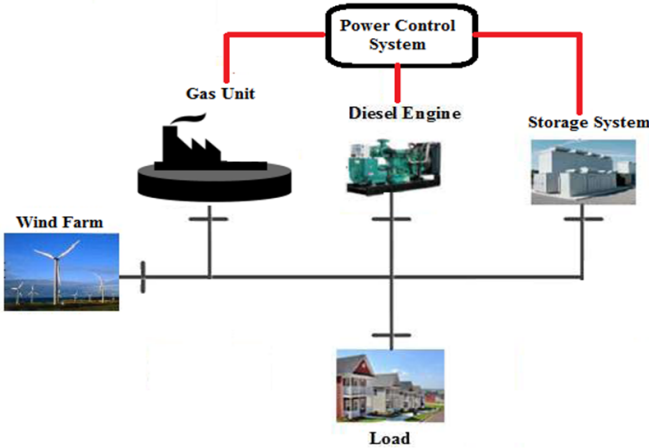 Power Control
System
Gas Unit
Diesel Engine
Storage System
Wind Farm
Load